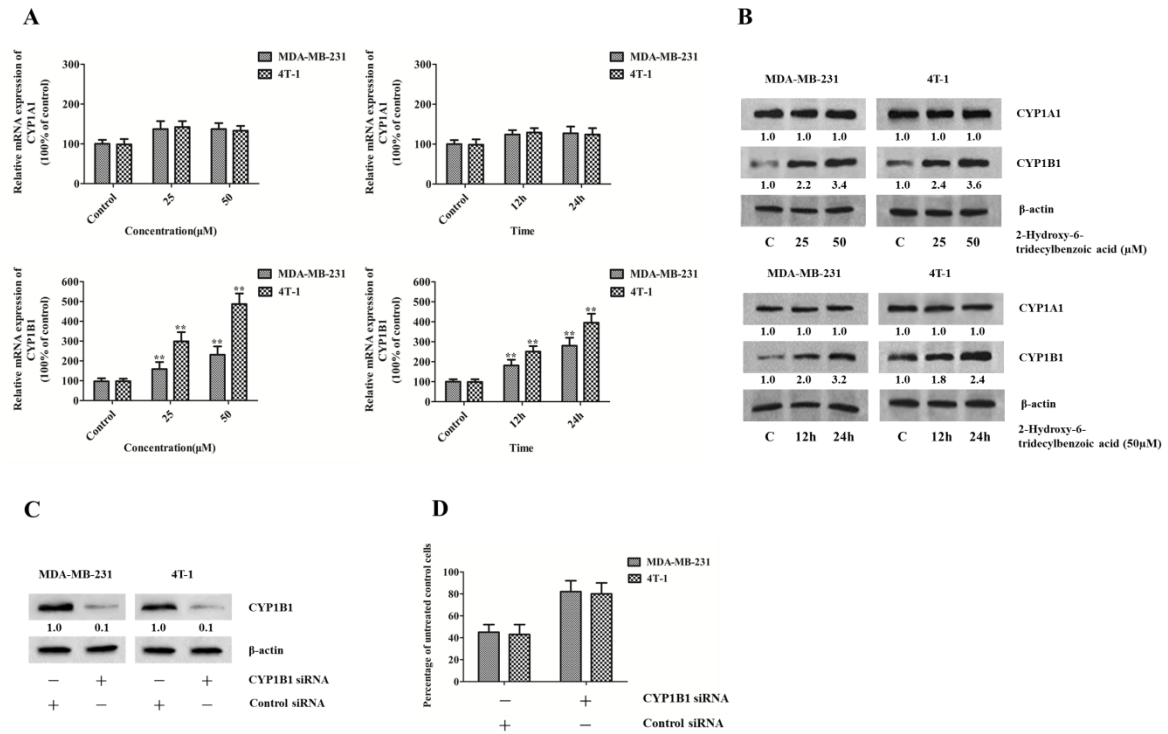 A
Relative mRNA expression of
CYP1A1
(100% of control)
300
200
100
0
Control
25
50
Concentration(μM)
MDA-MB-231
4T-1
Relative mRNA expression of
CYP1A1
(100% of control)
300
200
100
0
Control
12h
24h
Time
MDA-MB-231
4T-1
Relative mRNA expression of
CYP1B1
(100% of control)
600
500
400
300
200
100
0
** ** ** **
Control
25
50
Concentration(μM)
MDA-MB-231
4T-1
Relative mRNA expression of
CYP1B1
(100% of control)
600
500
400
300
200
100
0
** ** ** **
Control
12h
24h
Time
MDA-MB-231
4T-1
B
MDA-MB-231 4T-1
CYP1A1
1.0 1.0 1.0 1.0 1.0 1.0
CYP1B1
1.0 2.2 3.4 1.0 2.4 3.6
β-actin
C 25 50 C 25 50
2-Hydroxy-6-
tridecylbenzoic acid (μM)
MDA-MB-231 4T-1
CYP1A1
1.0 1.0 1.0 1.0 1.0 1.0
CYP1B1
1.0 2.0 3.2 1.0 1.8 2.4
β-actin
C 12h 24h C 12h 24h
2-Hydroxy-6-
tridecylbenzoic acid (50μM)
C
MDA-MB-231 4T-1
CYP1B1
1.0 0.1 1.0 0.1
β-actin
− + − + CYP1B1 siRNA
+ − + − Control siRNA
D
Percentage of untreated control cells
100
80
60
40
20
0
MDA-MB-231
4T-1
− + CYP1B1 siRNA
+ − Control siRNA